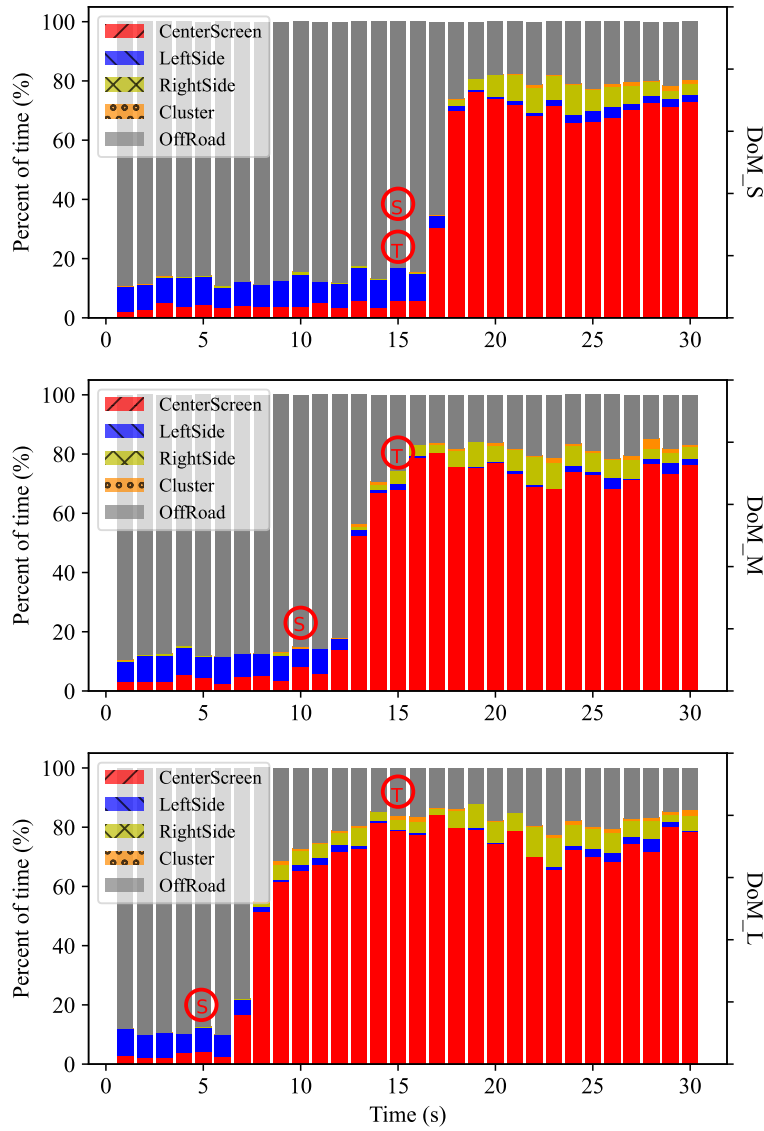 100
80
60
40
20
0
Percent of time (%)
CenterScreen
LeftSide
RightSide
Cluster
OffRoad
S
T
DoM_S
0 5 10 15 20 25 30
100
80
60
40
20
0
Percent of time (%)
CenterScreen
LeftSide
RightSide
Cluster
OffRoad
T
S
DoM_M
0 5 10 15 20 25 30
100
80
60
40
20
0
Percent of time (%)
CenterScreen
LeftSide
RightSide
Cluster
OffRoad
T
S
DoM_L
0 5 10 15 20 25 30
Time (s)